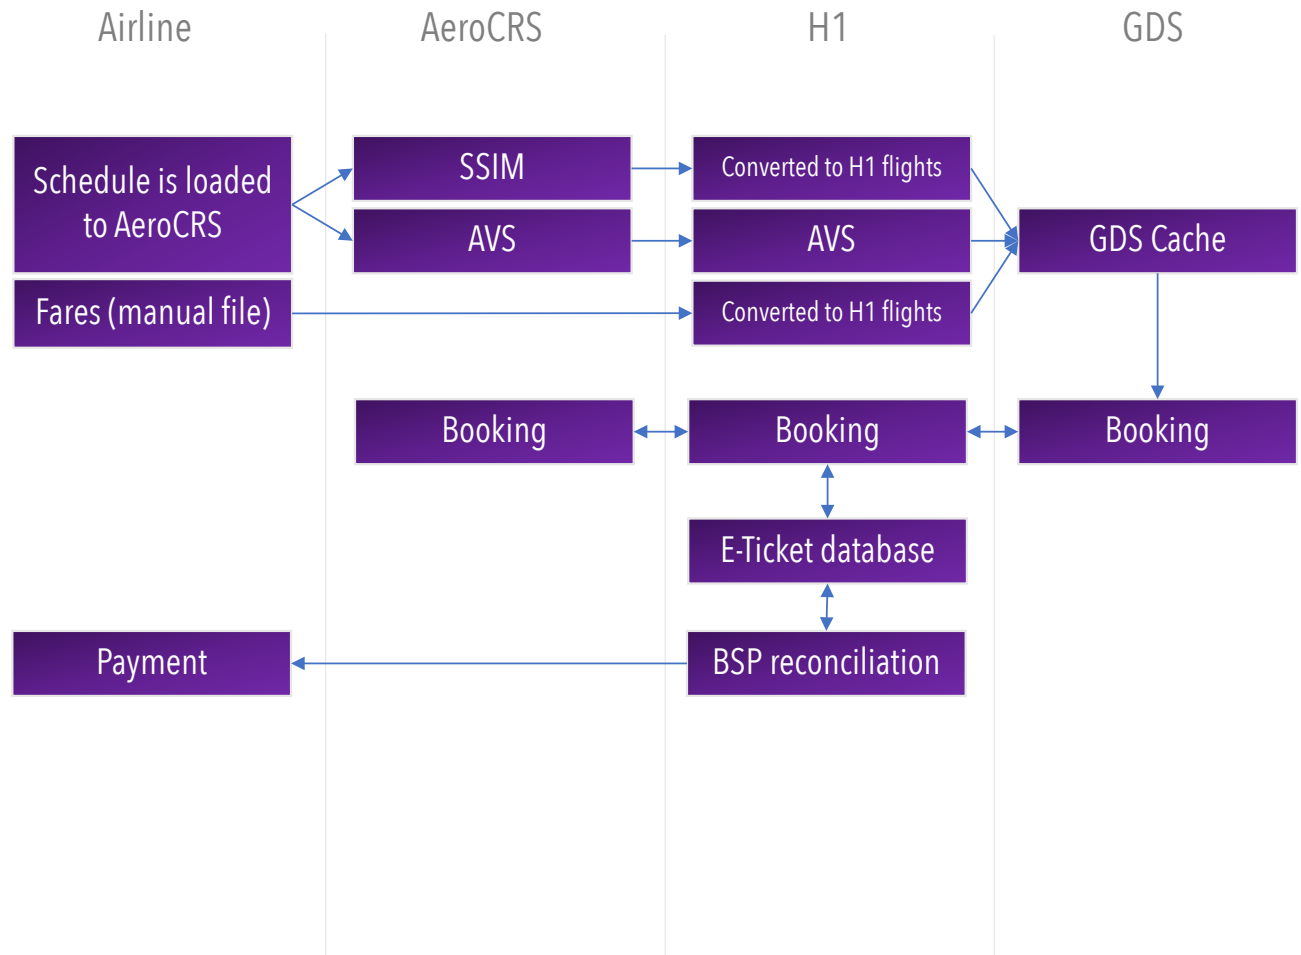 Airline
AeroCRS
H1
GDS
Schedule is loaded
to AeroCRS
SSIM
Converted to H1 flights
AVS
AVS
GDS Cache
Fares (manual file)
Converted to H1 flights
Booking
Booking
Booking
E-Ticket database
Payment
BSP reconciliation